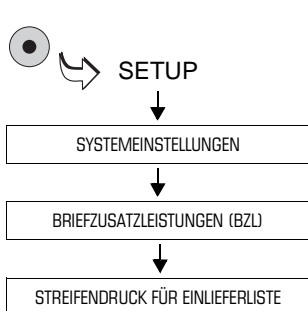 SETUP
SYSTEMEINSTELLUNGEN
BRIEFZUSATZLEISTUNGEN (BZL)
STREIFENDRUCK FÜR EINLIEFERLISTE